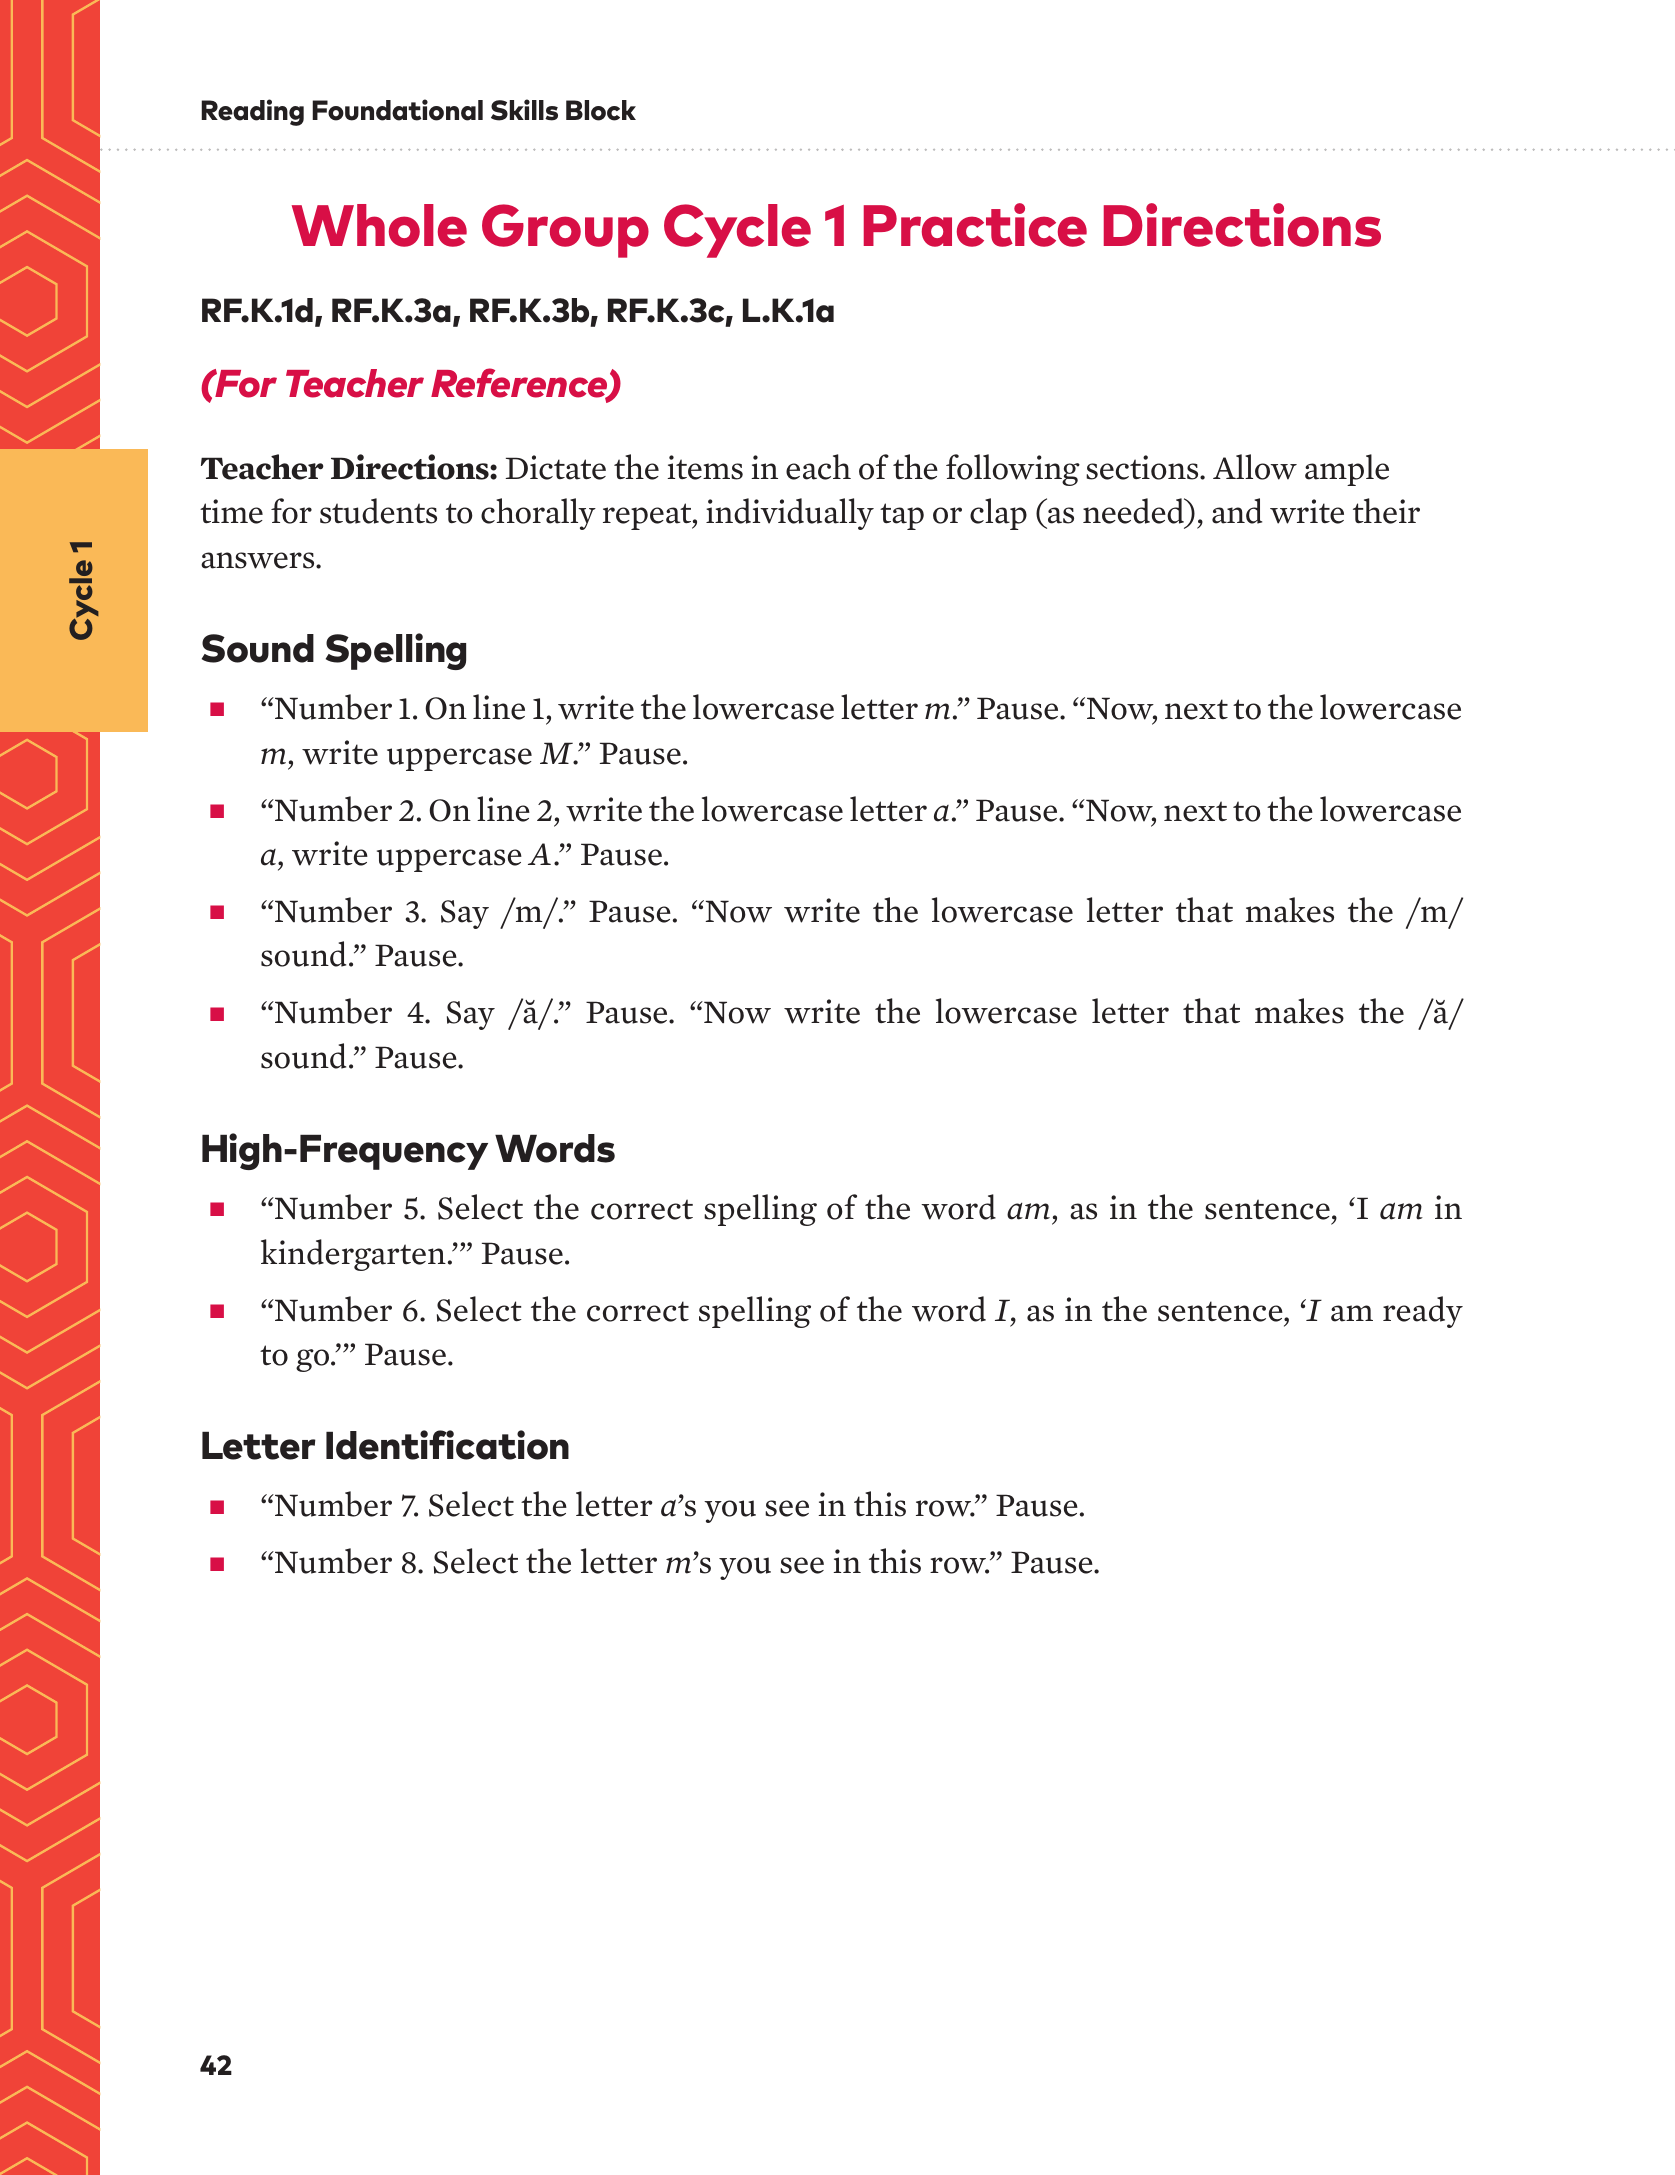 Reading Foundational Skills Block
Whole Group Cycle 1 Practice Directions
RF.K.1d, RF.K.3a, RF.K.3b, RF.K.3c, L.K.1a
(For Teacher Reference)
Teacher Directions: Dictate the items in each of the following sections. Allow ample
time for students to chorally repeat, individually tap or clap (as needed), and write their
answers.
Cycle 1
Sound Spelling
■ “Number 1. On line 1, write the lowercase letter m.” Pause. “Now, next to the lowercase
m, write uppercase M.” Pause.
■ “Number 2. On line 2, write the lowercase letter a.” Pause. “Now, next to the lowercase
a, write uppercase A.” Pause.
■ “Number 3. Say /m/.” Pause. “Now write the lowercase letter that makes the /m/
sound.” Pause.
■ “Number 4. Say /ă/.” Pause. “Now write the lowercase letter that makes the /ă/
sound.” Pause.
High-Frequency Words
■ “Number 5. Select the correct spelling of the word am, as in the sentence, ‘I am in
kindergarten.’” Pause.
■ “Number 6. Select the correct spelling of the word I, as in the sentence, ‘I am ready
to go.’” Pause.
Letter Identification
■ “Number 7. Select the letter a’s you see in this row.” Pause.
■ “Number 8. Select the letter m’s you see in this row.” Pause.
42